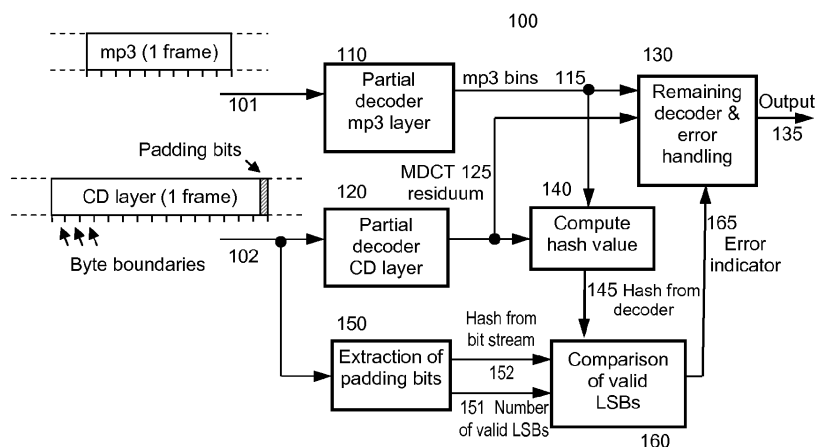 100
mp3 (1 frame)
101
110
Partial
decoder
mp3 layer
mp3 bins
115
130
Remaining
decoder &
error
handling
Output
135
Padding bits
CD layer (1 frame)
Byte boundaries
102
MDCT 125
residuum
120
Partial
decoder
CD layer
140
Compute
hash value
165
Error
indicator
145 Hash from
decoder
150
Extraction of
padding bits
Hash from
bit stream
152
151 Number
of valid LSBs
Comparison
of valid
LSBs
160